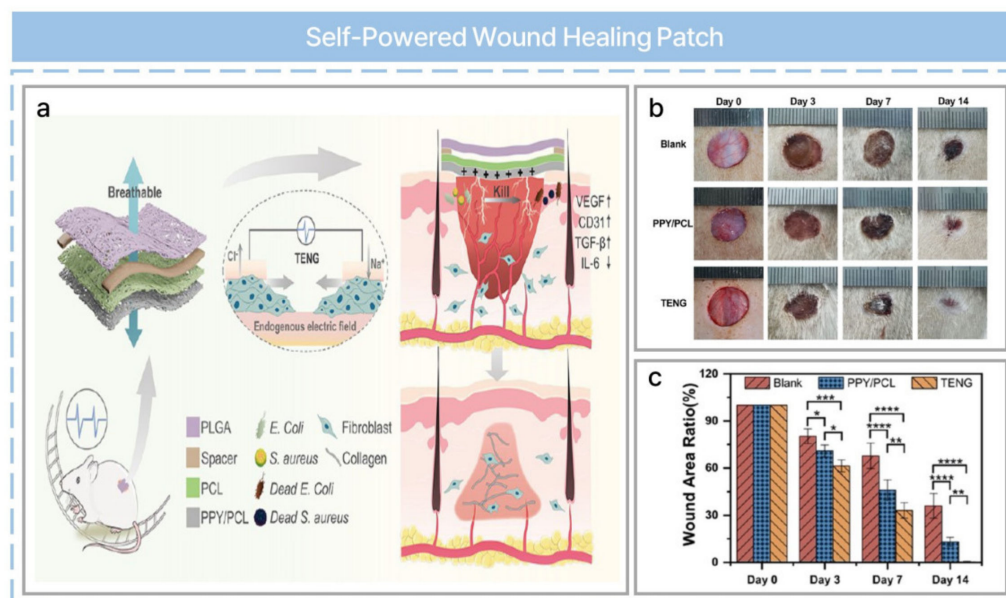 Self-Powered Wound Healing Patch
a
Breathable
Cl⁻
TENG
Na⁺
Endogenous electric field
Kill
VEGF↑
CD31↑
TGF-β↑
IL-6 ↓
PLGA
Spacer
PCL
PPY/PCL
E. Coli
S. aureus
Dead E. Coli
Dead S. aureus
Fibroblast
Collagen
b
Day 0 Day 3 Day 7 Day 14
Blank
PPY/PCL
TENG
c
Blank PPY/PCL TENG
Wound Area Ratio(%)
120
90
60
30
0
* *** *
**** **** **
**** **** **
Day 0 Day 3 Day 7 Day 14